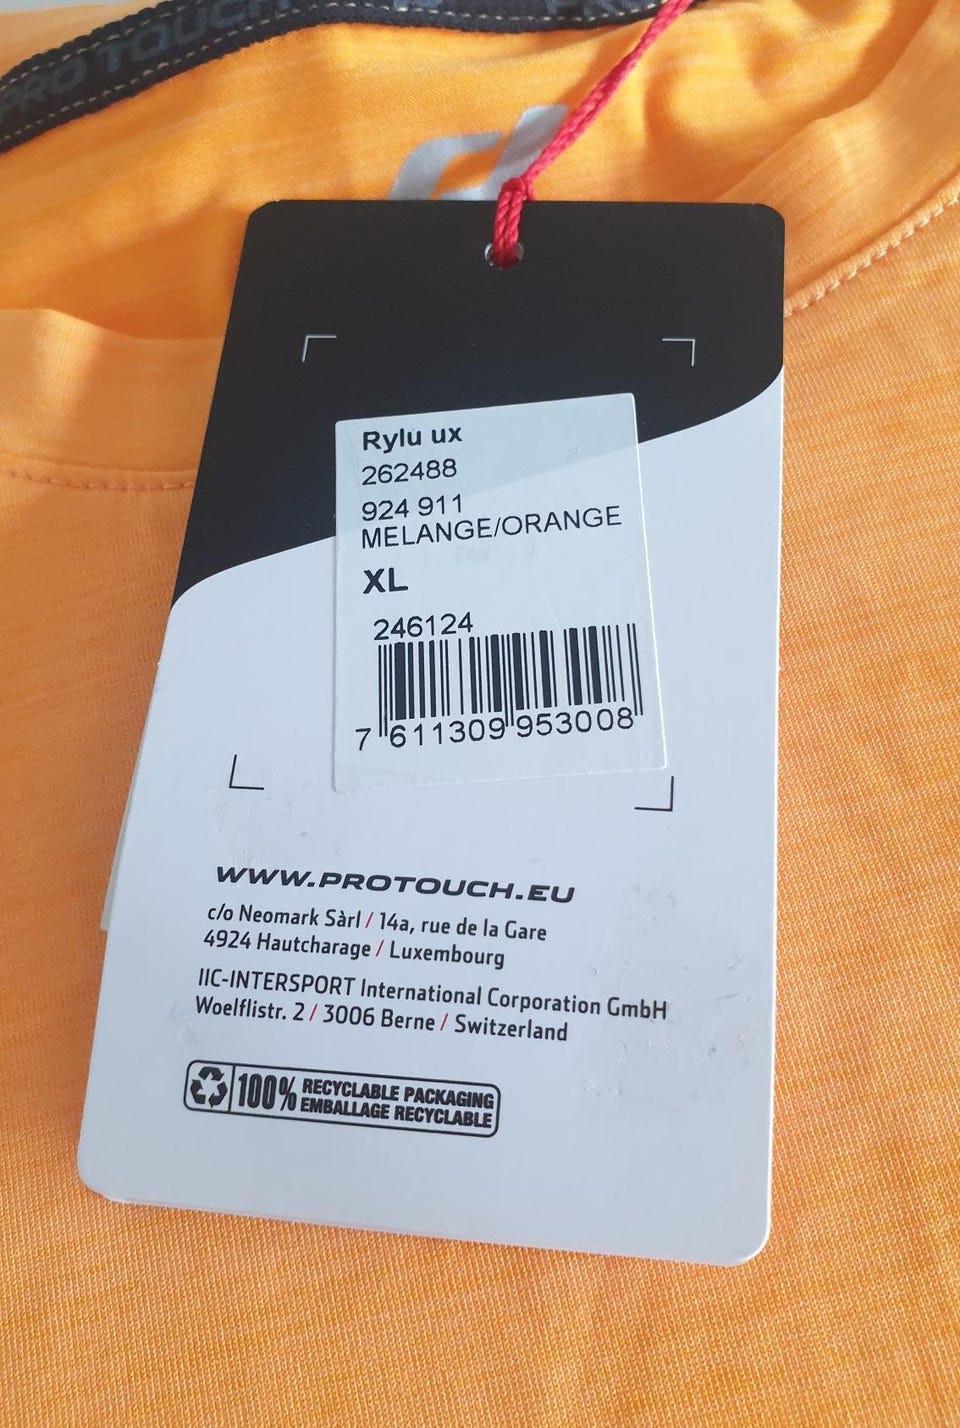 PRO TOUCH
Rylu ux
262488
924 911
MELANGE/ORANGE
XL
246124
7 611309 953008
WWW.PROTOUCH.EU
c/o Neomark Sàrl / 14a, rue de la Gare
4924 Hautcharage / Luxembourg
IIC-INTERSPORT International Corporation GmbH
Woelflistr. 2 / 3006 Berne / Switzerland
100% RECYCLABLE PACKAGING
EMBALLAGE RECYCLABLE